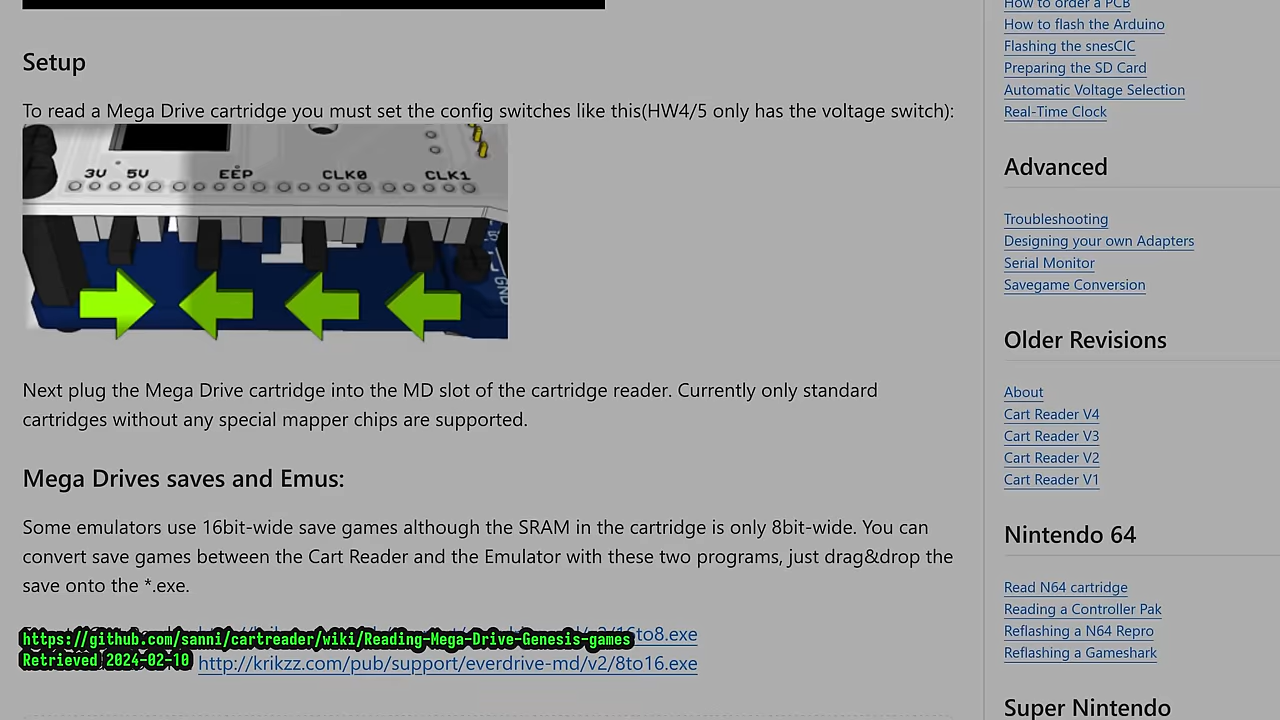 How to order a PCB
How to flash the Arduino
Flashing the snesCIC
Preparing the SD Card
Automatic Voltage Selection
Real-Time Clock
Setup
To read a Mega Drive cartridge you must set the config switches like this(HW4/5 only has the voltage switch):
3V 5V EEP CLK0 CLK1
GND
Next plug the Mega Drive cartridge into the MD slot of the cartridge reader. Currently only standard
cartridges without any special mapper chips are supported.
Mega Drives saves and Emus:
Some emulators use 16bit-wide save games although the SRAM in the cartridge is only 8bit-wide. You can
convert save games between the Cart Reader and the Emulator with these two programs, just drag&drop the
save onto the *.exe.
https://github.com/sanni/cartreader/wiki/Reading-Mega-Drive-Genesis-games
Retrieved 2024-02-10
16to8.exe
http://krikzz.com/pub/support/everdrive-md/v2/8to16.exe
Advanced
Troubleshooting
Designing your own Adapters
Serial Monitor
Savegame Conversion
Older Revisions
About
Cart Reader V4
Cart Reader V3
Cart Reader V2
Cart Reader V1
Nintendo 64
Read N64 cartridge
Reading a Controller Pak
Reflashing a N64 Repro
Reflashing a Gameshark
Super Nintendo